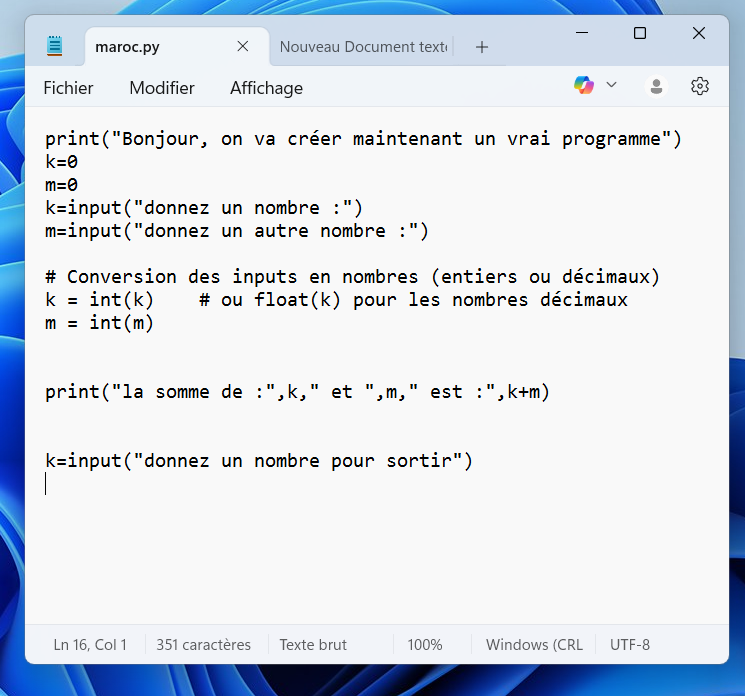 maroc.py
Nouveau Document text
Fichier Modifier Affichage
print("Bonjour, on va créer maintenant un vrai programme")
k=0
m=0
k=input("donnez un nombre :")
m=input("donnez un autre nombre :")
# Conversion des inputs en nombres (entiers ou décimaux)
k = int(k)    # ou float(k) pour les nombres décimaux
m = int(m)
print("la somme de :",k," et ",m," est :",k+m)
k=input("donnez un nombre pour sortir")
Ln 16, Col 1 351 caractères Texte brut 100% Windows (CRL UTF-8